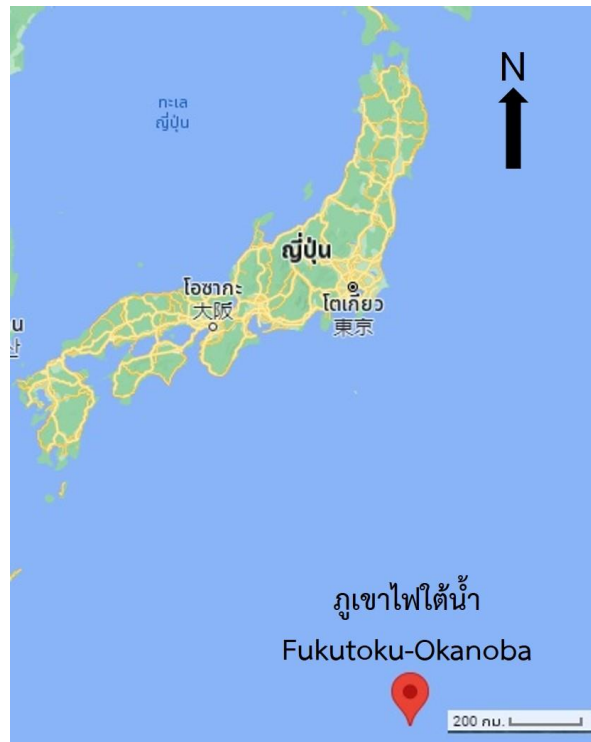 N
ทะเล
ญี่ปุ่น
ญี่ปุ่น
โอซากะ
大阪
โตเกียว
東京
น
산
ภูเขาไฟใต้น้ำ
Fukutoku-Okanoba
200 กม.